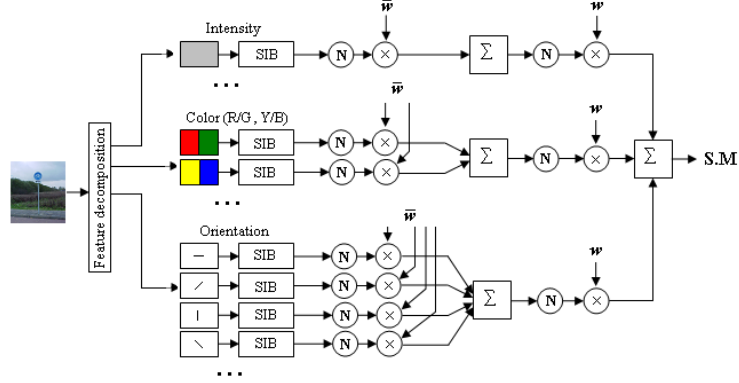 Intensity
SIB N × w̄ Σ N × w
...
Feature decomposition
Color (R/G , Y/B)
w̄
SIB N ×
SIB N ×
Σ N × w
Σ S.M
...
Orientation
w̄
SIB N ×
SIB N ×
SIB N ×
SIB N ×
Σ N × w
...